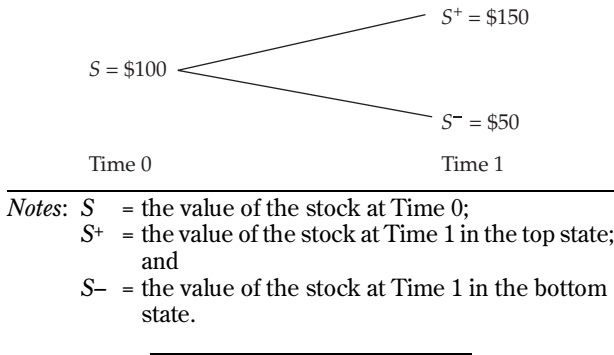 S⁺ = $150
S = $100
S⁻ = $50
Time 0 Time 1
Notes: S = the value of the stock at Time 0;
S⁺ = the value of the stock at Time 1 in the top state;
and
S– = the value of the stock at Time 1 in the bottom
state.